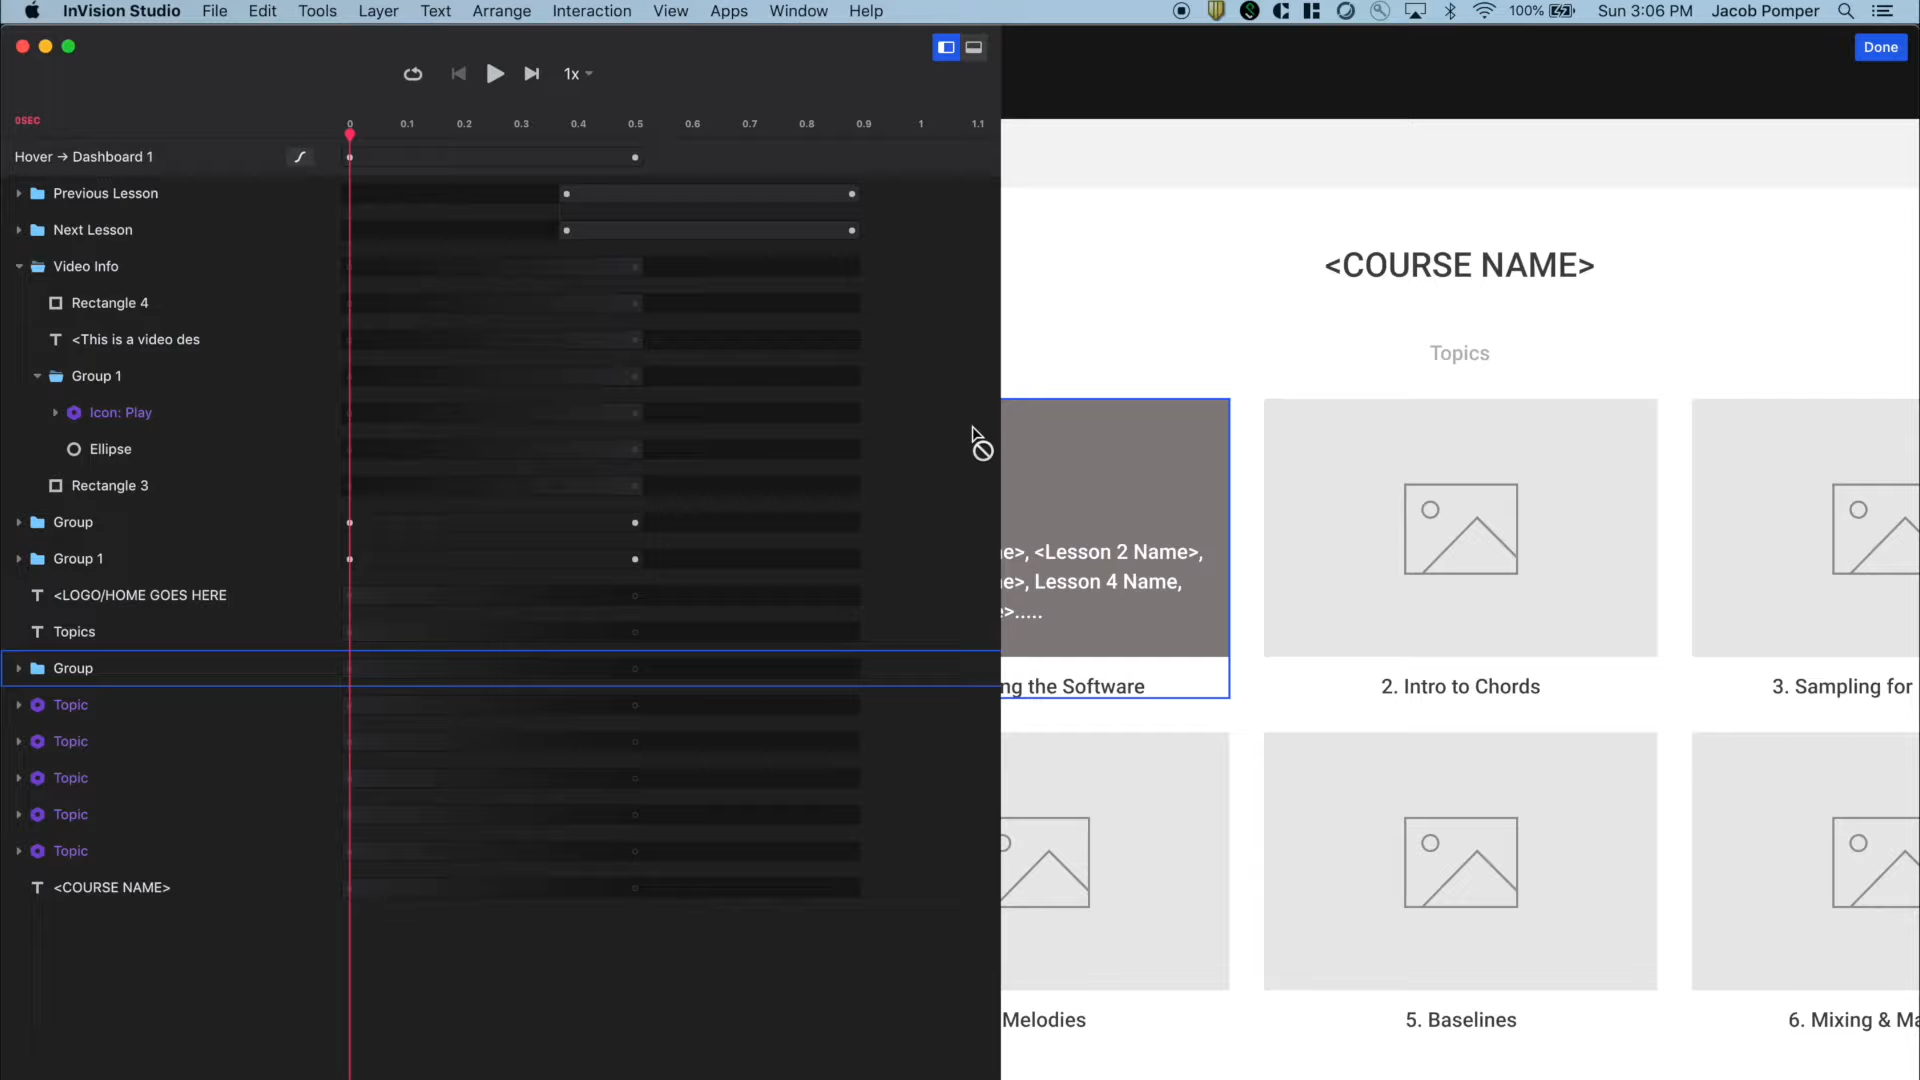 InVision Studio File Edit Tools Layer Text Arrange Interaction View Apps Window Help 100% Sun 3:06 PM Jacob Pomper
Done
1x
0SEC
0 0.1 0.2 0.3 0.4 0.5 0.6 0.7 0.8 0.9 1 1.1
Hover → Dashboard 1
Previous Lesson
Next Lesson
Video Info
Rectangle 4
<This is a video des
Group 1
Icon: Play
Ellipse
Rectangle 3
Group
Group 1
<LOGO/HOME GOES HERE
Topics
Group
Topic
Topic
Topic
Topic
Topic
<COURSE NAME>
<COURSE NAME>
Topics
e>, <Lesson 2 Name>,
e>, Lesson 4 Name,
>.....
ng the Software
2. Intro to Chords
3. Sampling for
Melodies
5. Baselines
6. Mixing & Ma